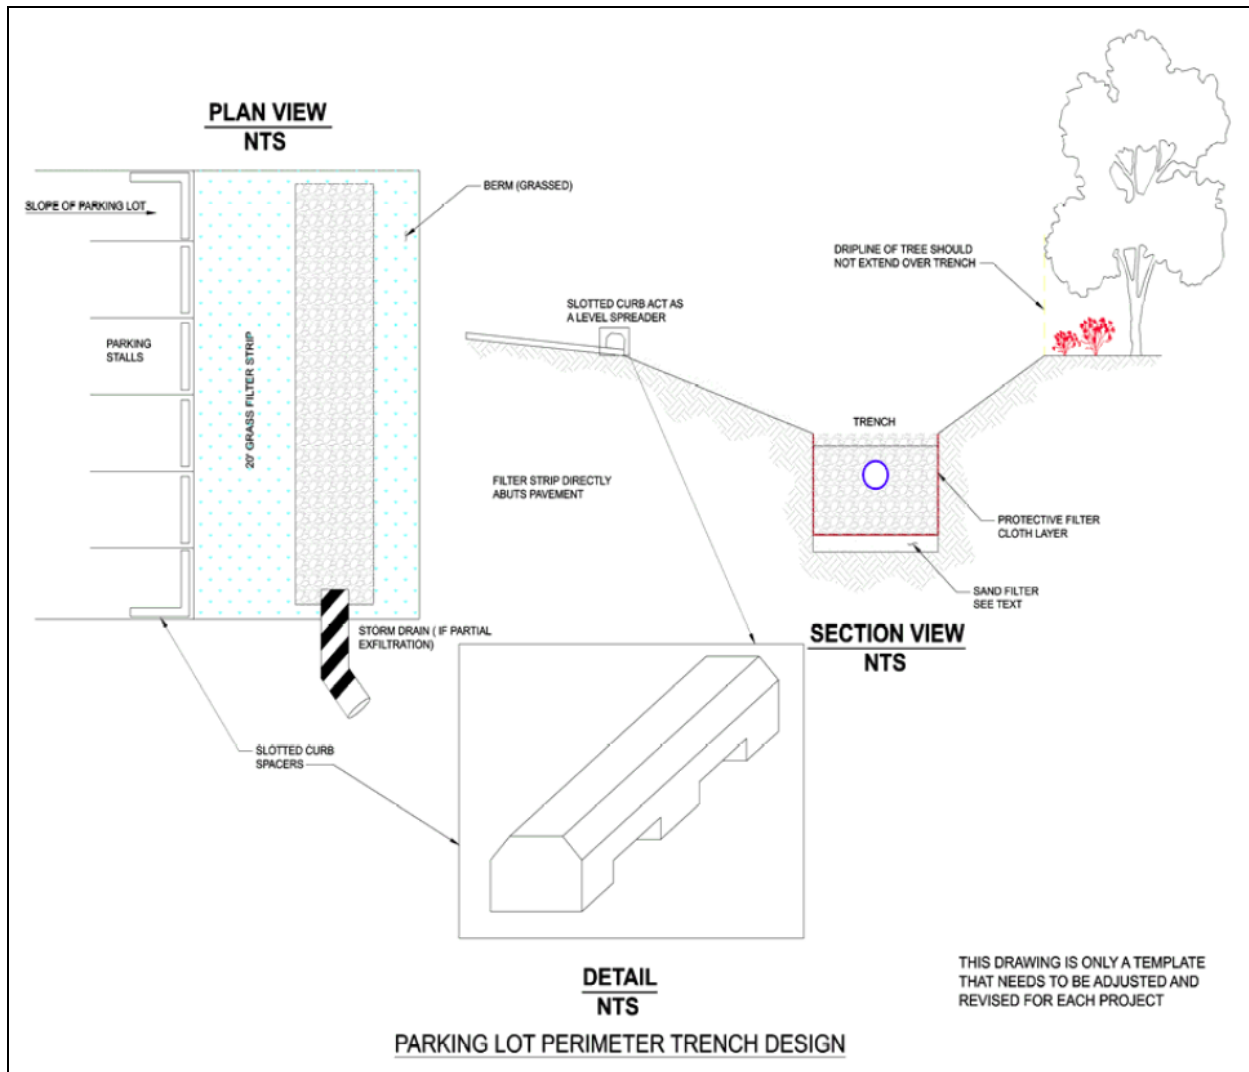 PLAN VIEW
NTS
SLOPE OF PARKING LOT
PARKING
STALLS
20' GRASS FILTER STRIP
BERM (GRASSED)
STORM DRAIN ( IF PARTIAL
EXFILTRATION)
SLOTTED CURB
SPACERS
SLOTTED CURB ACT AS
A LEVEL SPREADER
DRIPLINE OF TREE SHOULD
NOT EXTEND OVER TRENCH
TRENCH
FILTER STRIP DIRECTLY
ABUTS PAVEMENT
PROTECTIVE FILTER
CLOTH LAYER
SAND FILTER
SEE TEXT
SECTION VIEW
NTS
DETAIL
NTS
THIS DRAWING IS ONLY A TEMPLATE
THAT NEEDS TO BE ADJUSTED AND
REVISED FOR EACH PROJECT
PARKING LOT PERIMETER TRENCH DESIGN